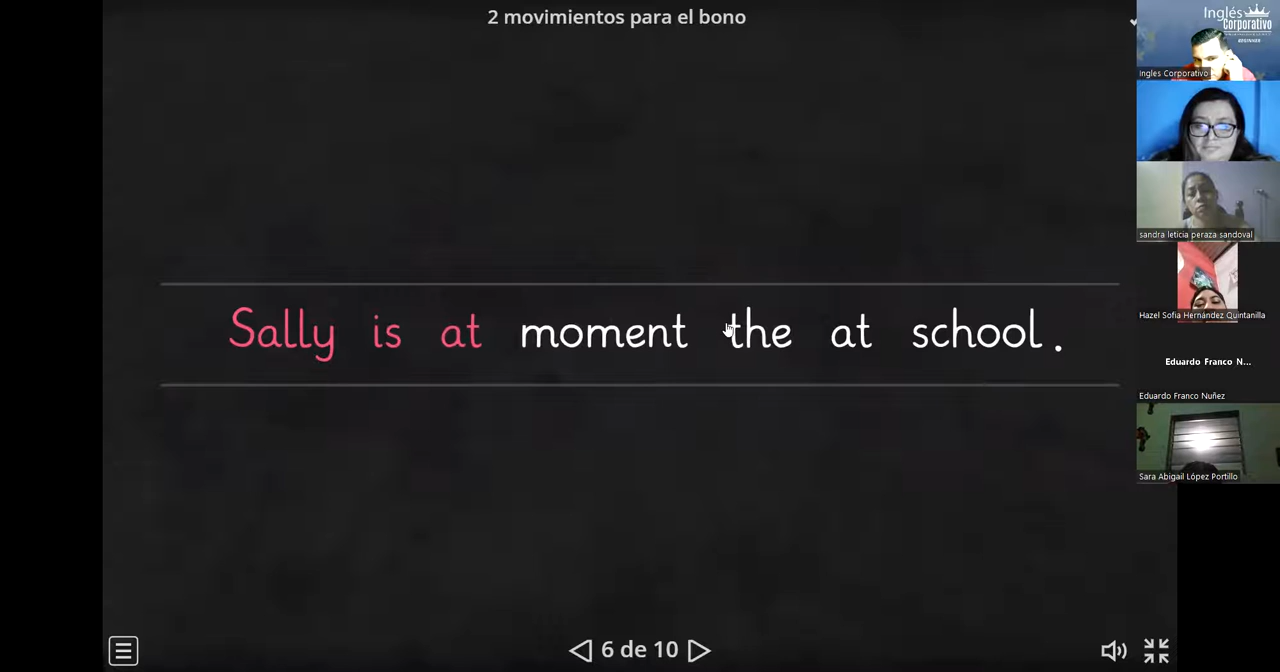 2 movimientos para el bono
Inglés
Corporativo
BEGINNER
Ingles Corporativo
sandra leticia peraza sandoval
Hazel Sofia Hernández Quintanilla
Eduardo Franco N...
Eduardo Franco Nuñez
Sara Abigail López Portillo
Sally is at moment the at school.
6 de 10